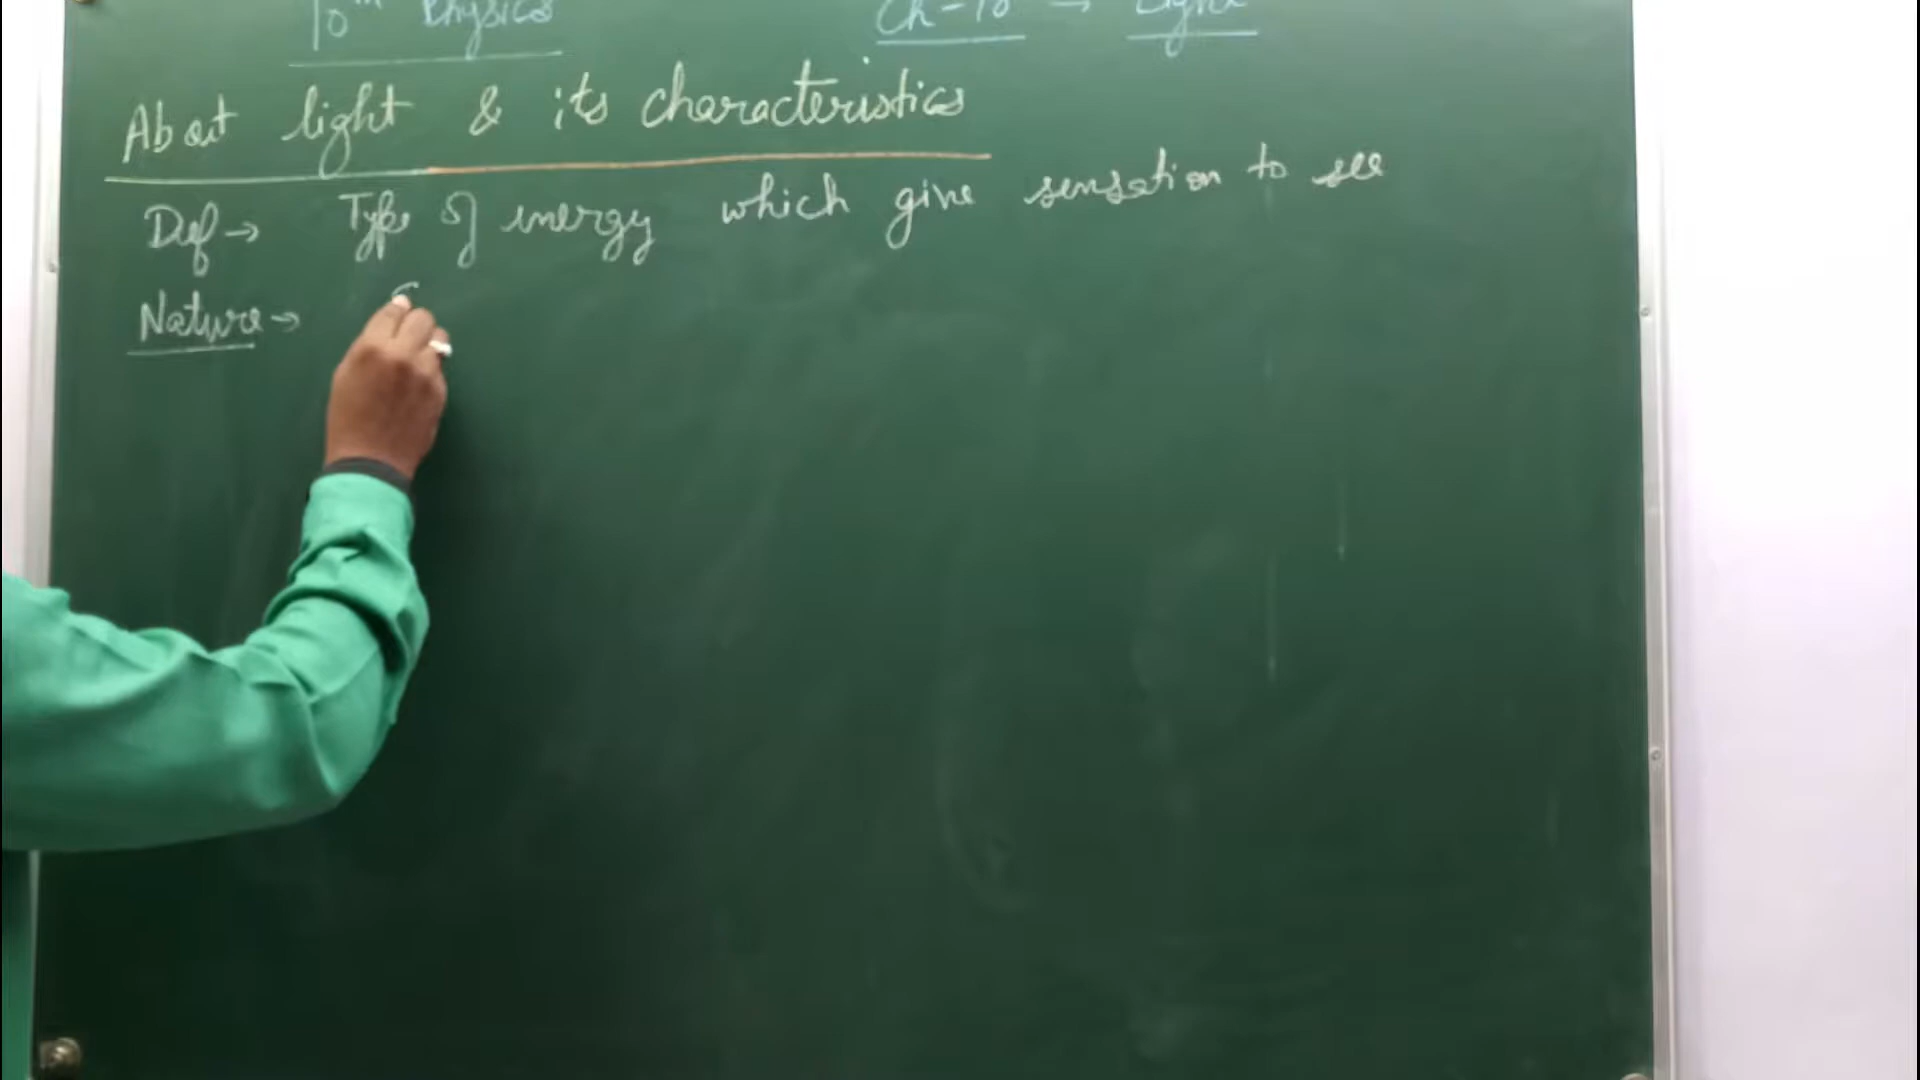 10th Physics Ch-10 → Light
About light & its characteristics
Def → Type of energy which give sensation to see
Nature →